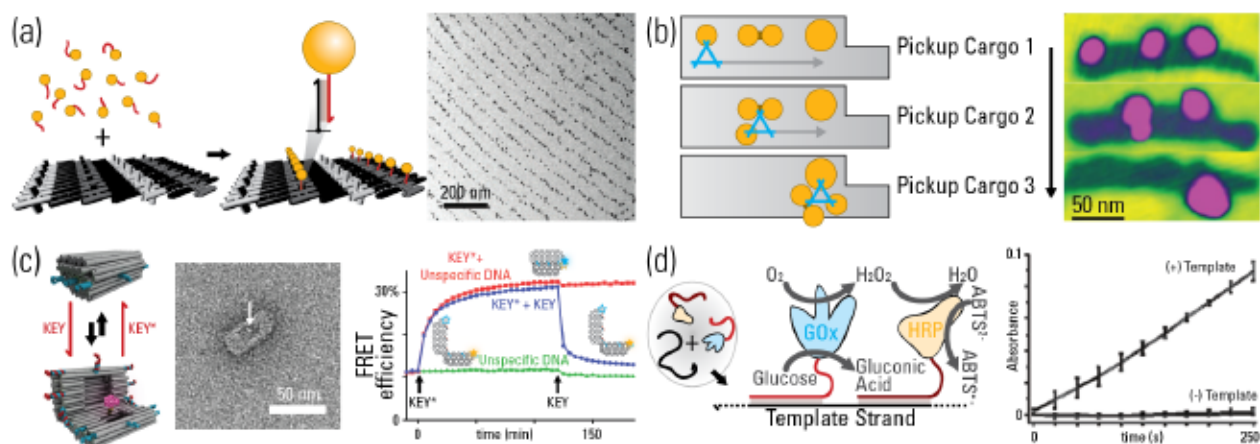 (a)
+
200 nm
(b)
Pickup Cargo 1
Pickup Cargo 2
Pickup Cargo 3
50 nm
(c)
KEY
KEY*
50 nm
FRET efficiency
30%
0
KEY*+
Unspecific DNA
KEY* + KEY
Unspecific DNA
KEY*
KEY
0
time (min)
150
(d)
+
O₂
H₂O₂
H₂O
ABTS²⁻
GOx
HRP
Glucose
Gluconic
Acid
ABTS
Template Strand
Absorbance
0.1
0
(+) Template
(-) Template
0
time (s)
250